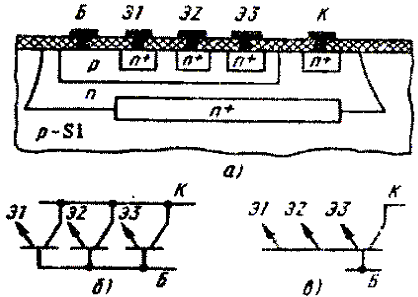 Б Э1 Э2 Э3 К
p n+ n+ n+ n+
n
n+
p-Si
а)
К
Э1 Э2 Э3
Б
б)
К
Э1 Э2 Э3
Б
в)